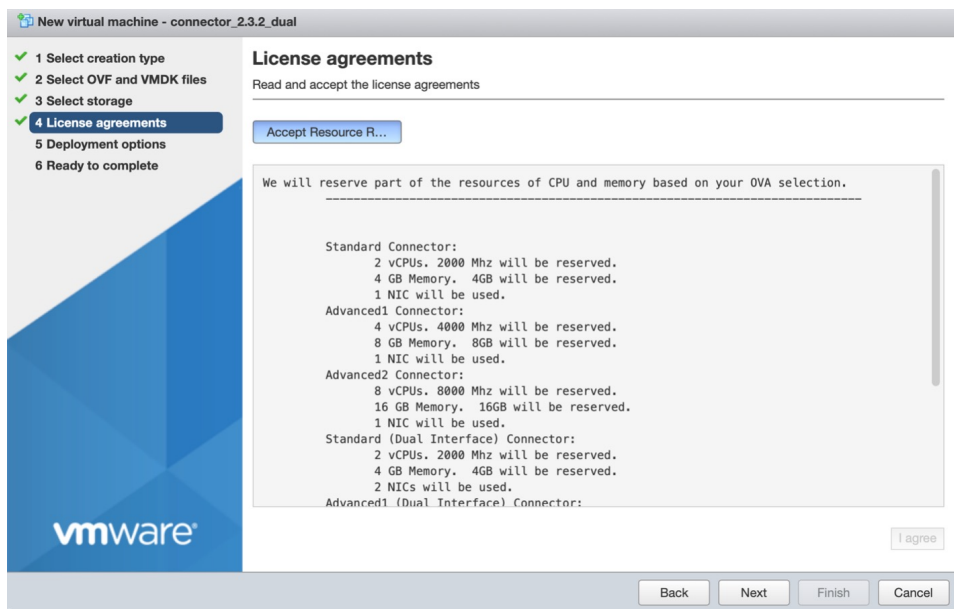 New virtual machine - connector_2.3.2_dual
1 Select creation type
2 Select OVF and VMDK files
3 Select storage
4 License agreements
5 Deployment options
6 Ready to complete
vmware®
License agreements
Read and accept the license agreements
Accept Resource R...
We will reserve part of the resources of CPU and memory based on your OVA selection.
--------------------------------------------------------------------------------
Standard Connector:
2 vCPUs. 2000 Mhz will be reserved.
4 GB Memory.  4GB will be reserved.
1 NIC will be used.
Advanced1 Connector:
4 vCPUs. 4000 Mhz will be reserved.
8 GB Memory.  8GB will be reserved.
1 NIC will be used.
Advanced2 Connector:
8 vCPUs. 8000 Mhz will be reserved.
16 GB Memory.  16GB will be reserved.
1 NIC will be used.
Standard (Dual Interface) Connector:
2 vCPUs. 2000 Mhz will be reserved.
4 GB Memory.  4GB will be reserved.
2 NICs will be used.
Advanced1 (Dual Interface) Connector:
I agree
Back
Next
Finish
Cancel